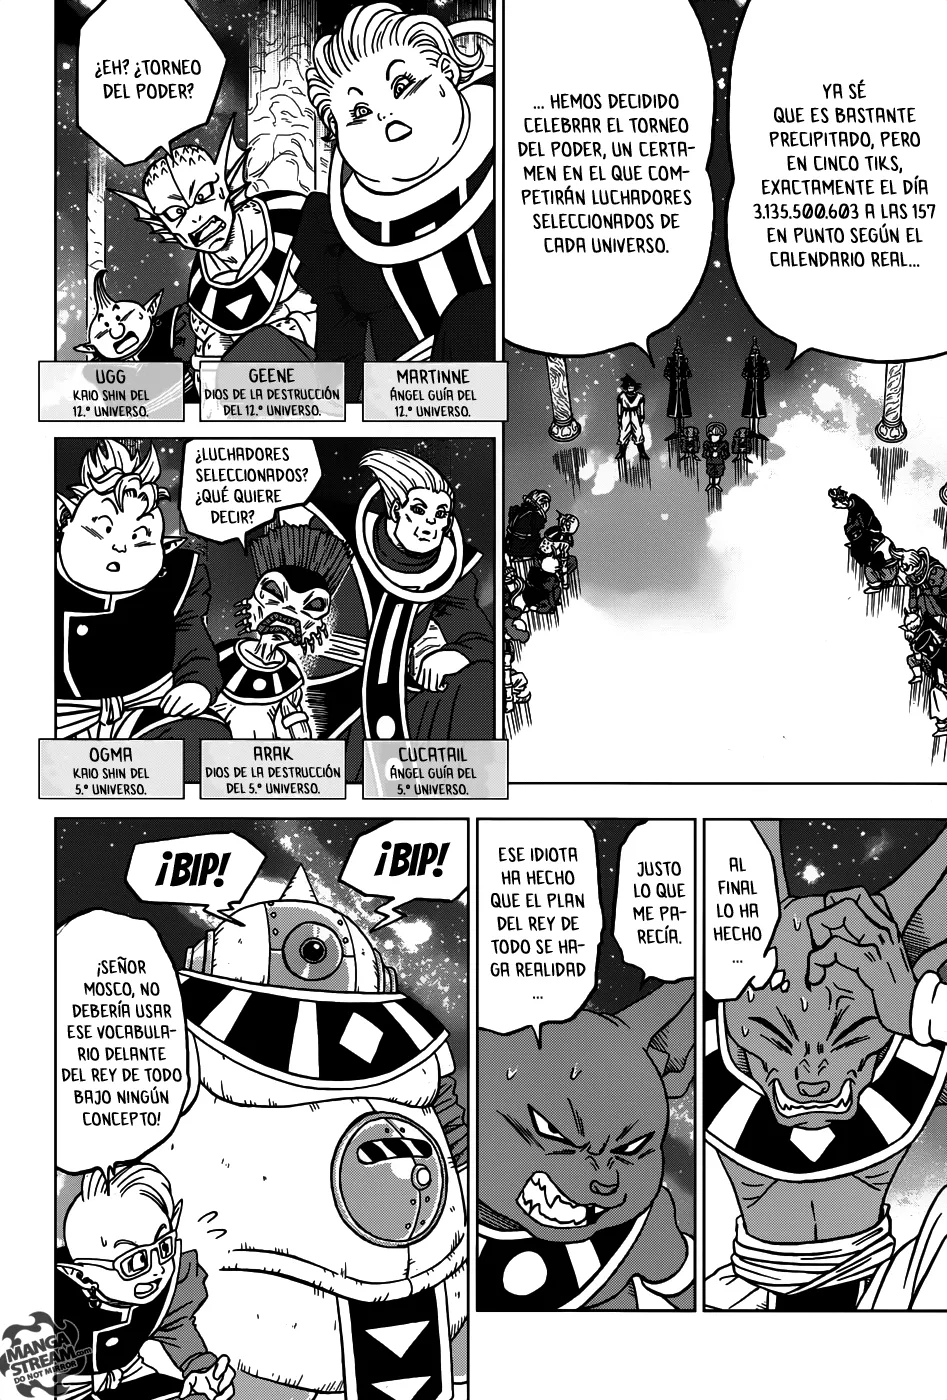 YA SÉ
QUE ES BASTANTE
PRECIPITADO, PERO
EN CINCO TIKS,
EXACTAMENTE EL DÍA
3.135.500.603 A LAS 157
EN PUNTO SEGÚN EL
CALENDARIO REAL...
... HEMOS DECIDIDO
CELEBRAR EL TORNEO
DEL PODER, UN CERTA-
MEN EN EL QUE COM-
PETIRÁN LUCHADORES
SELECCIONADOS DE
CADA UNIVERSO.
¿EH? ¿TORNEO
DEL PODER?
MARTINNE
ÁNGEL GUÍA DEL
12.º UNIVERSO.
GEENE
DIOS DE LA DESTRUCCIÓN
DEL 12.º UNIVERSO.
UGG
KAIO SHIN DEL
12.º UNIVERSO.
¿LUCHADORES
SELECCIONADOS?
¿QUÉ QUIERE
DECIR?
CUCATAIL
ÁNGEL GUÍA DEL
5.º UNIVERSO.
ARAK
DIOS DE LA DESTRUCCIÓN
DEL 5.º UNIVERSO.
OGMA
KAIO SHIN DEL
5.º UNIVERSO.
AL
FINAL
LO HA
HECHO
...
JUSTO
LO QUE
ME PA-
RECÍA.
ESE IDIOTA
HA HECHO
QUE EL PLAN
DEL REY DE
TODO SE HA-
GA REALIDAD
...
¡BIP!
¡BIP!
¡SEÑOR
MOSCO, NO
DEBERÍA USAR
ESE VOCABULA-
RIO DELANTE
DEL REY DE TODO
BAJO NINGÚN
CONCEPTO!
MANGA
STREAM.COM
DO NOT MIRROR